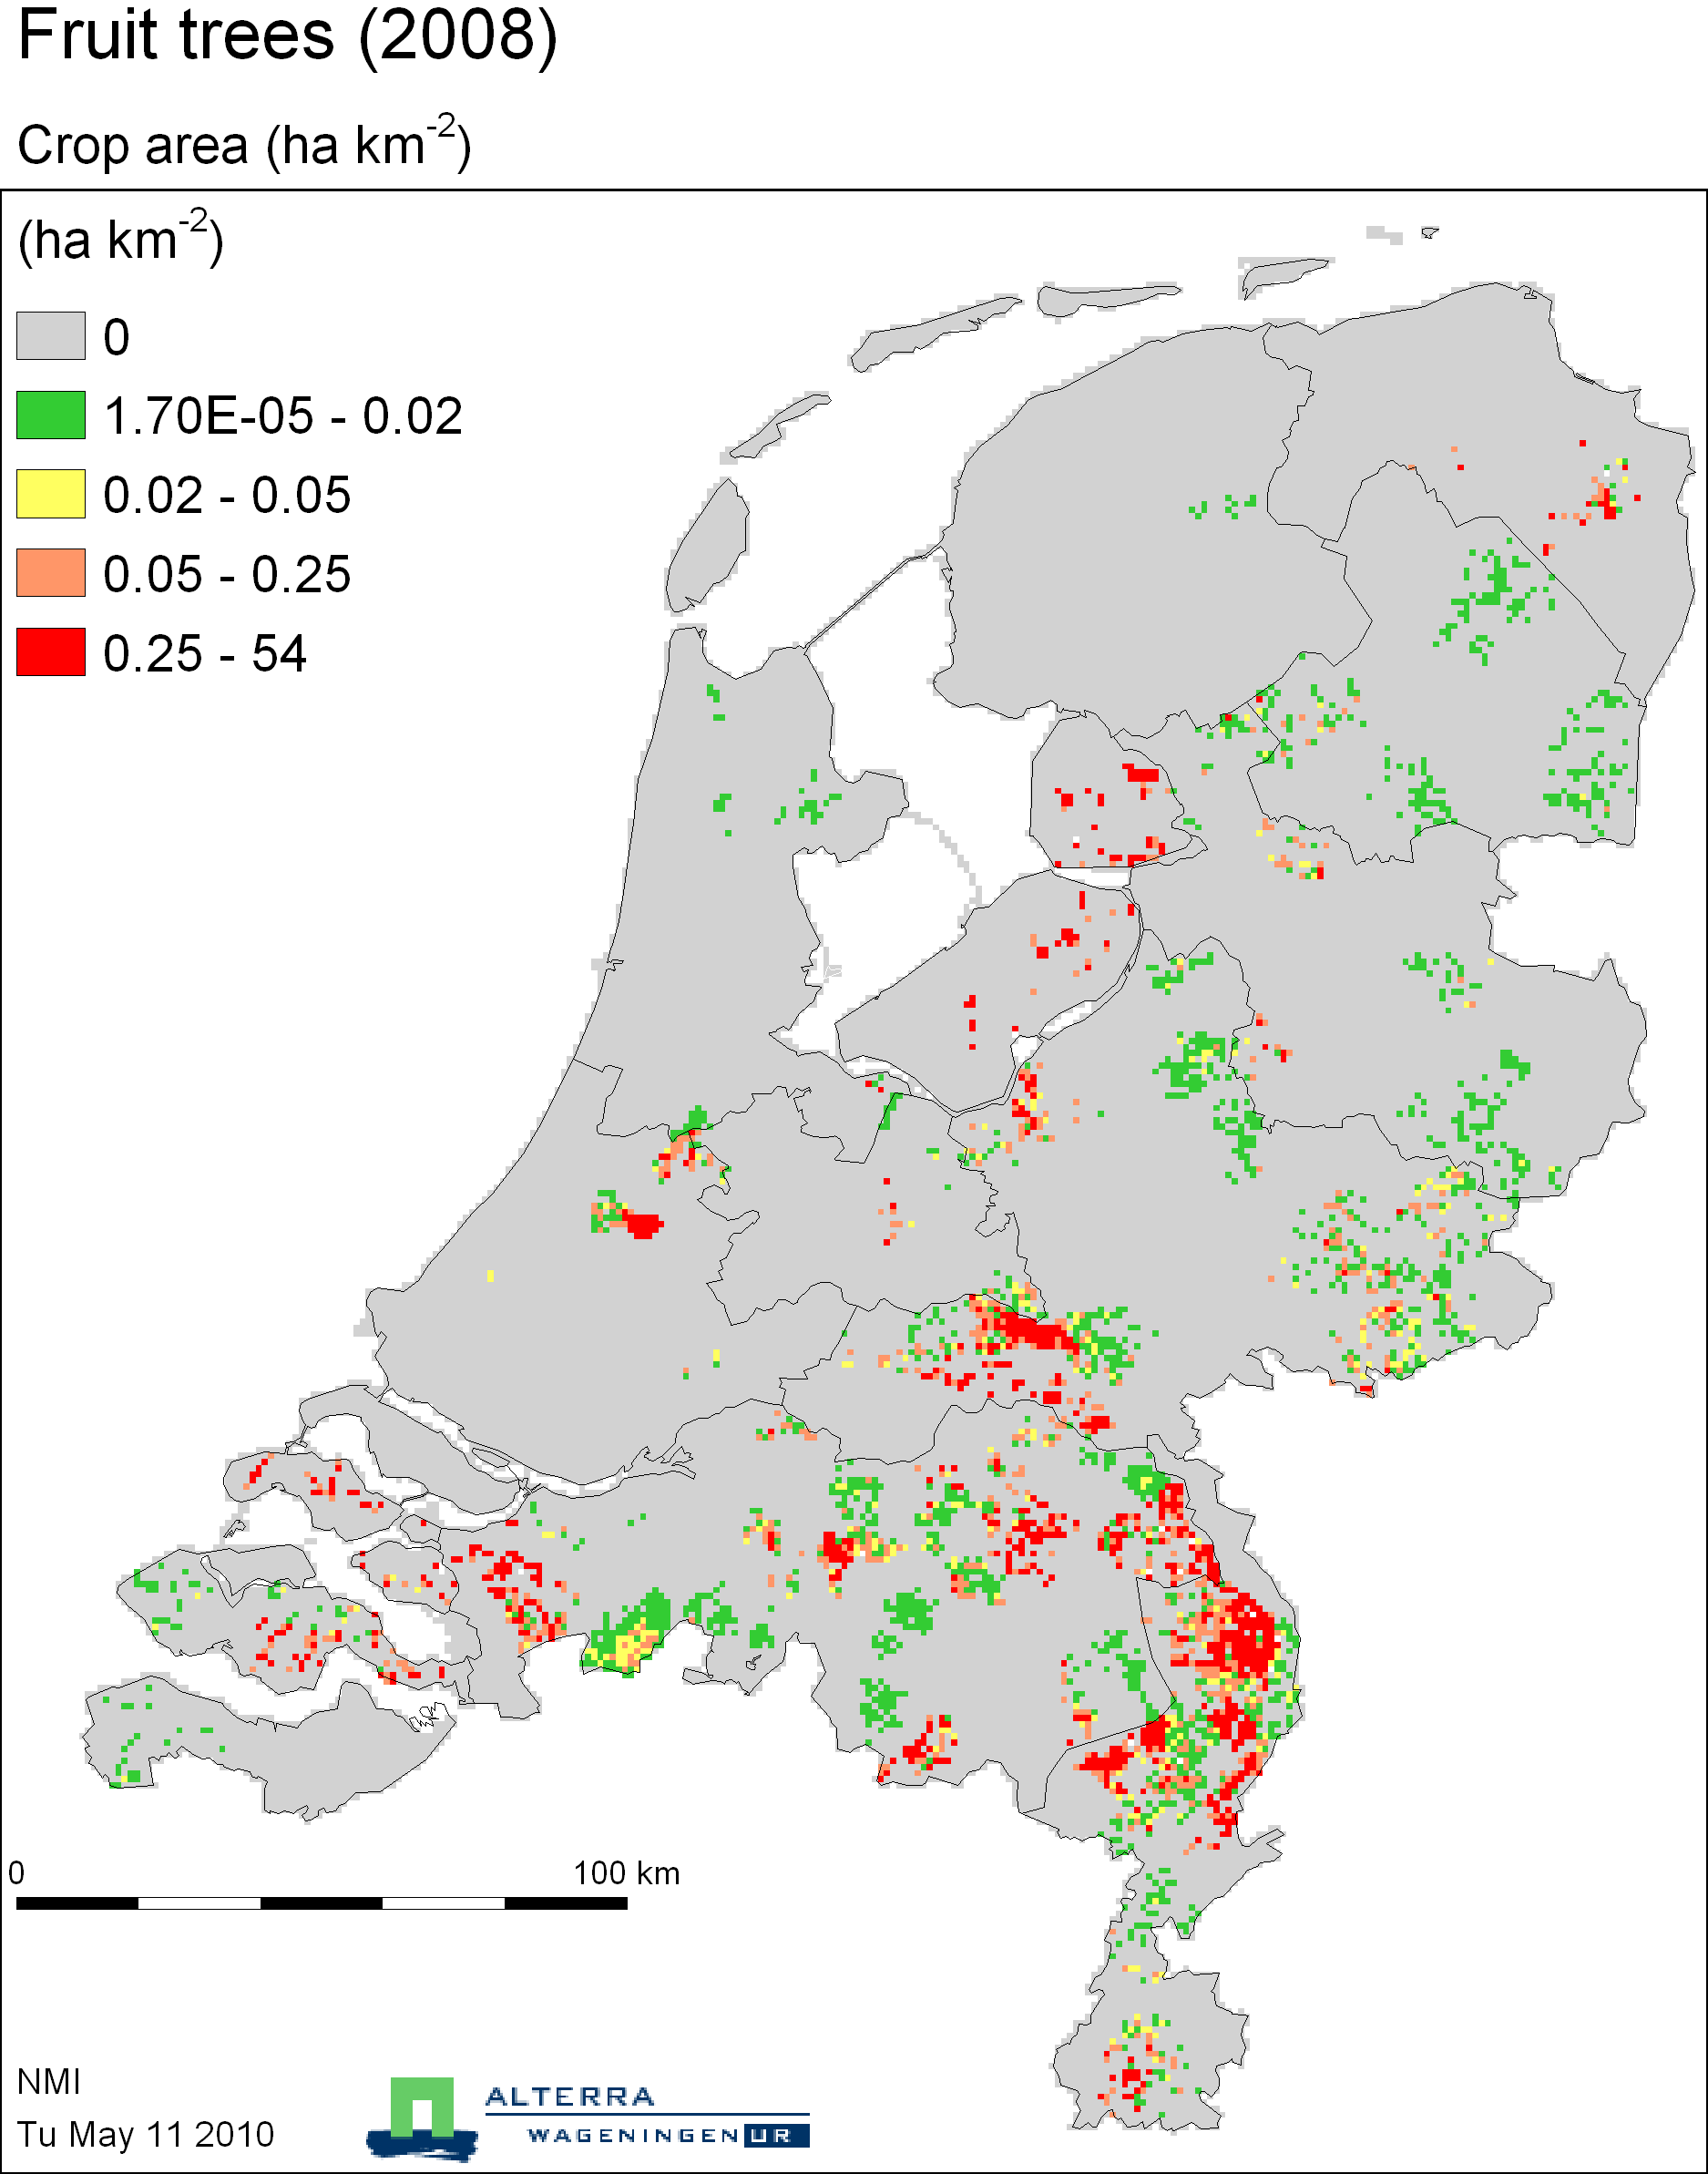 Fruit trees (2008)
Crop area (ha km-2)
(ha km-2)
0
1.70E-05 - 0.02
0.02 - 0.05
0.05 - 0.25
0.25 - 54
0 100 km
NMI
Tu May 11 2010
ALTERRA
WAGENINGEN UR